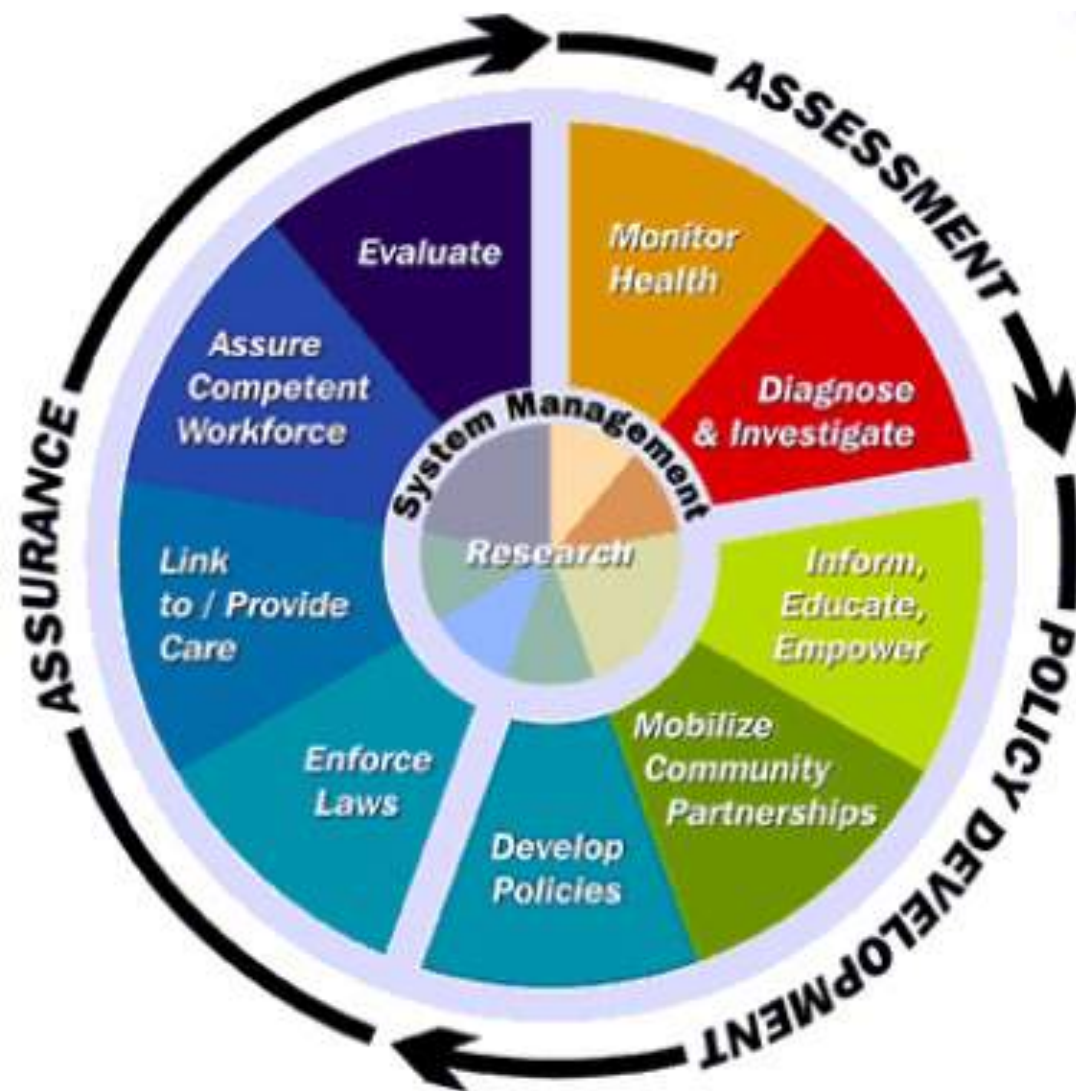 ASSESSMENT
Monitor
Health
Diagnose
& Investigate
POLICY DEVELOPMENT
Inform,
Educate,
Empower
Mobilize
Community
Partnerships
Develop
Policies
ASSURANCE
Enforce
Laws
Link
to / Provide
Care
Assure
Competent
Workforce
Evaluate
System Management
Research